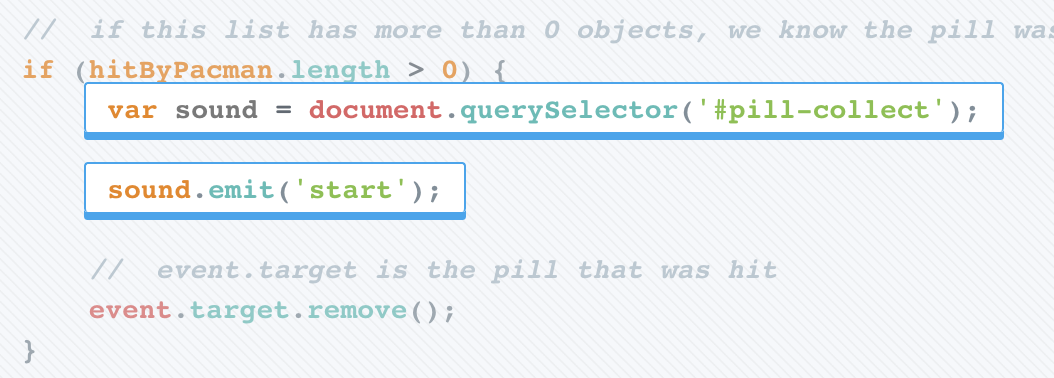 // if this list has more than 0 objects, we know the pill
if (hitByPacman.length > 0) {
var sound = document.querySelector('#pill-collect');
sound.emit('start');
// event.target is the pill that was hit
event.target.remove();
}